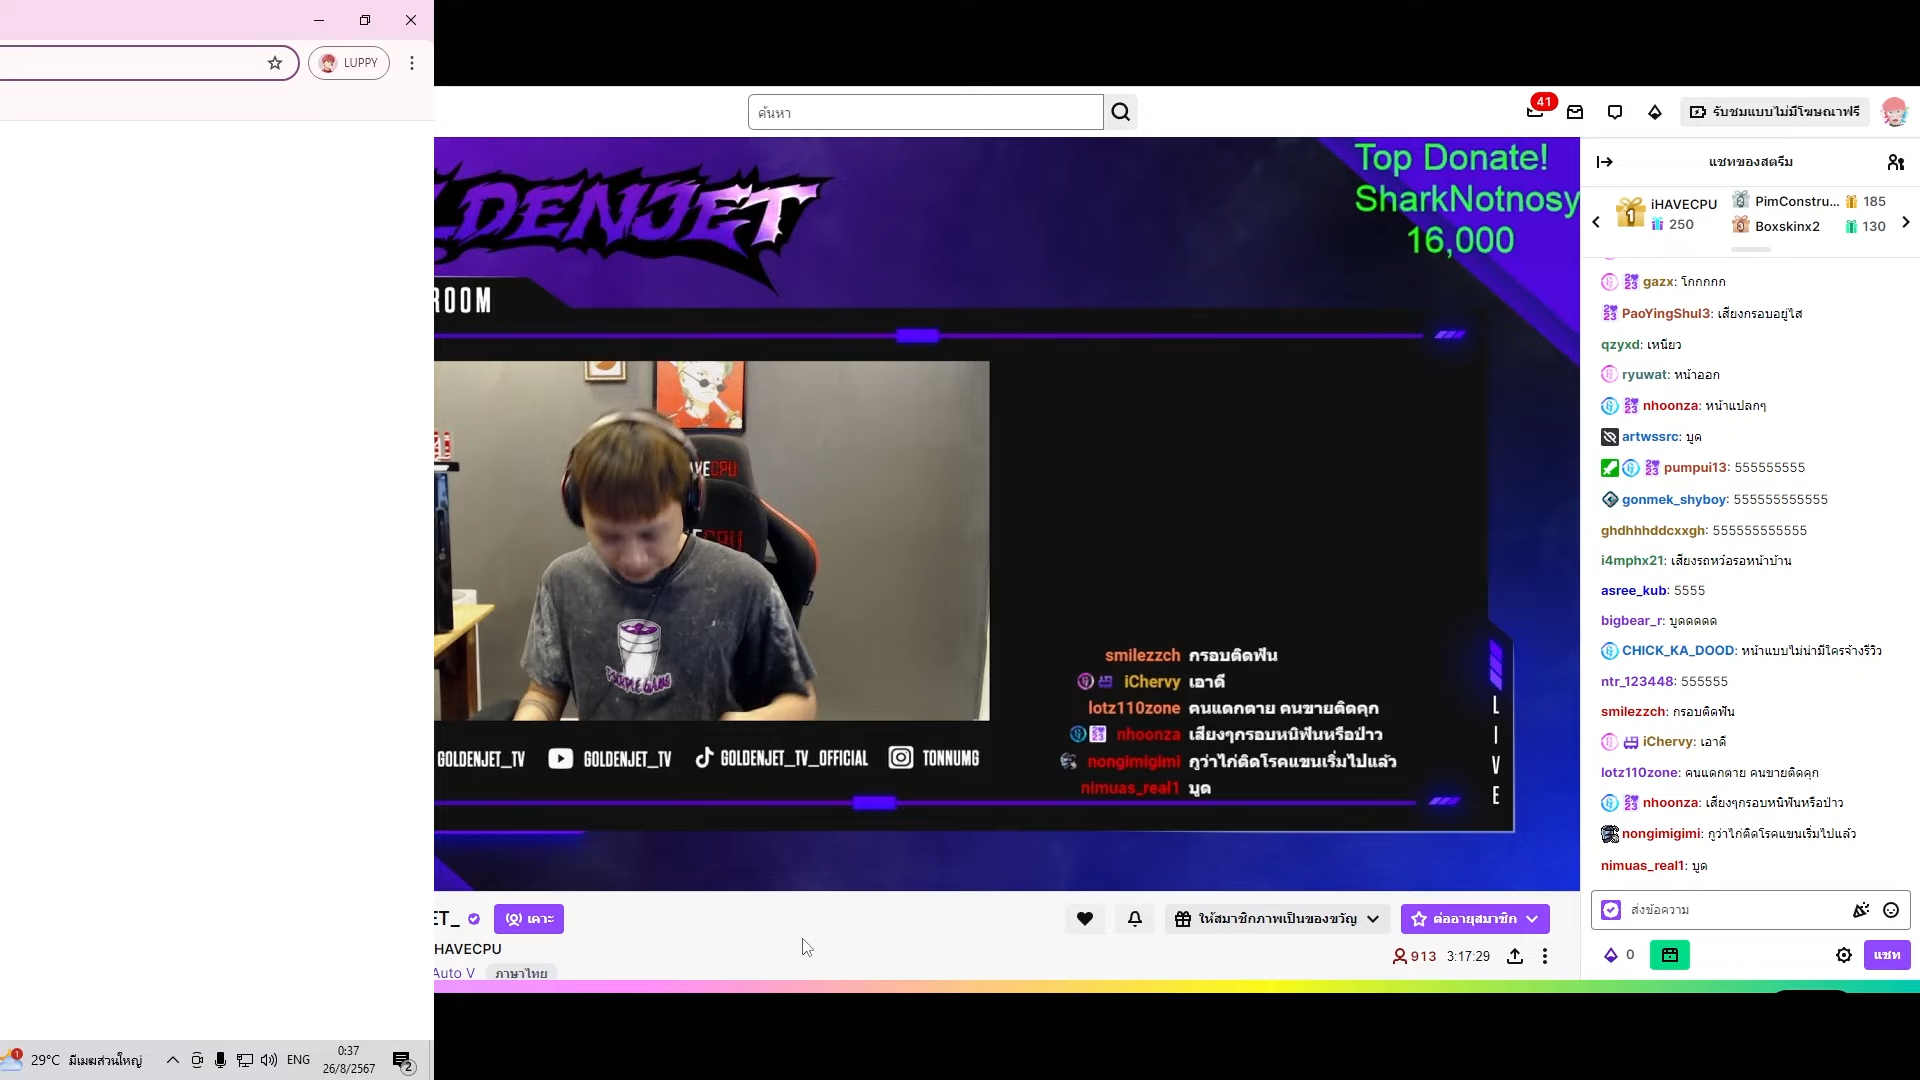 LUPPY
ค้นหา
41
รับชมแบบไม่มีโฆษณาฟรี
LDENJET
ROOM
Top Donate!
SharkNotnosy
16,000
แชทของสตรีม
1 iHAVECPU
250
2 PimConstru... 185
3 Boxskinx2 130
gazx: โกกกกก
PaoYingShul3: เสียงกรอบอยู่ไส
qzyxd: เหนียว
ryuwat: หน้าออก
nhoonza: หน้าแปลกๆ
artwssrc: บูด
pumpui13: 555555555
gonmek_shyboy: 555555555555
ghdhhhddcxxgh: 555555555555
i4mphx21: เสียงรถหว๋อรอหน้าบ้าน
asree_kub: 5555
bigbear_r: บูดดดดด
CHICK_KA_DOOD: หน้าแบบไม่น่ามีใครจ้างรีวิว
ntr_123448: 555555
smilezzch: กรอบติดฟัน
iChervy: เอาดี
lotz110zone: คนแดกตาย คนขายติดคุก
nhoonza: เสียงๆกรอบหนิฟันหรือป่าว
nongimigimi: กูว่าไก่ติดโรคแขนเริ่มไปแล้ว
nimuas_real1: บูด
ส่งข้อความ
0
แชท
AVECPU
PURPLE GANG
smilezzch กรอบติดฟัน
iChervy เอาดี
lotz110zone คนแดกตาย คนขายติดคุก
nhoonza เสียงๆกรอบหนิฟันหรือป่าว
nongimigimi กูว่าไก่ติดโรคแขนเริ่มไปแล้ว
nimuas_real1 บูด
LIVE
GOLDENJET_TV
GOLDENJET_TV
GOLDENJET_TV_OFFICIAL
TONNUMG
ET_
เคาะ
ให้สมาชิกภาพเป็นของขวัญ
ต่ออายุสมาชิก
HAVECPU
913 3:17:29
Auto V
ภาษาไทย
1
29°C มีเมฆส่วนใหญ่
ENG
0:37
26/8/2567
2